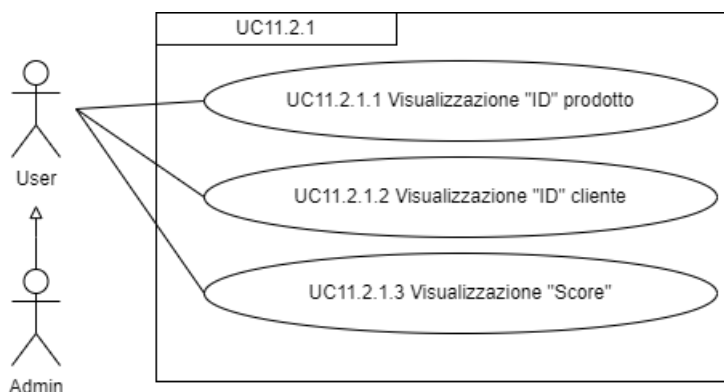 UC11.2.1
UC11.2.1.1 Visualizzazione "ID" prodotto
User
UC11.2.1.2 Visualizzazione "ID" cliente
UC11.2.1.3 Visualizzazione "Score"
Admin